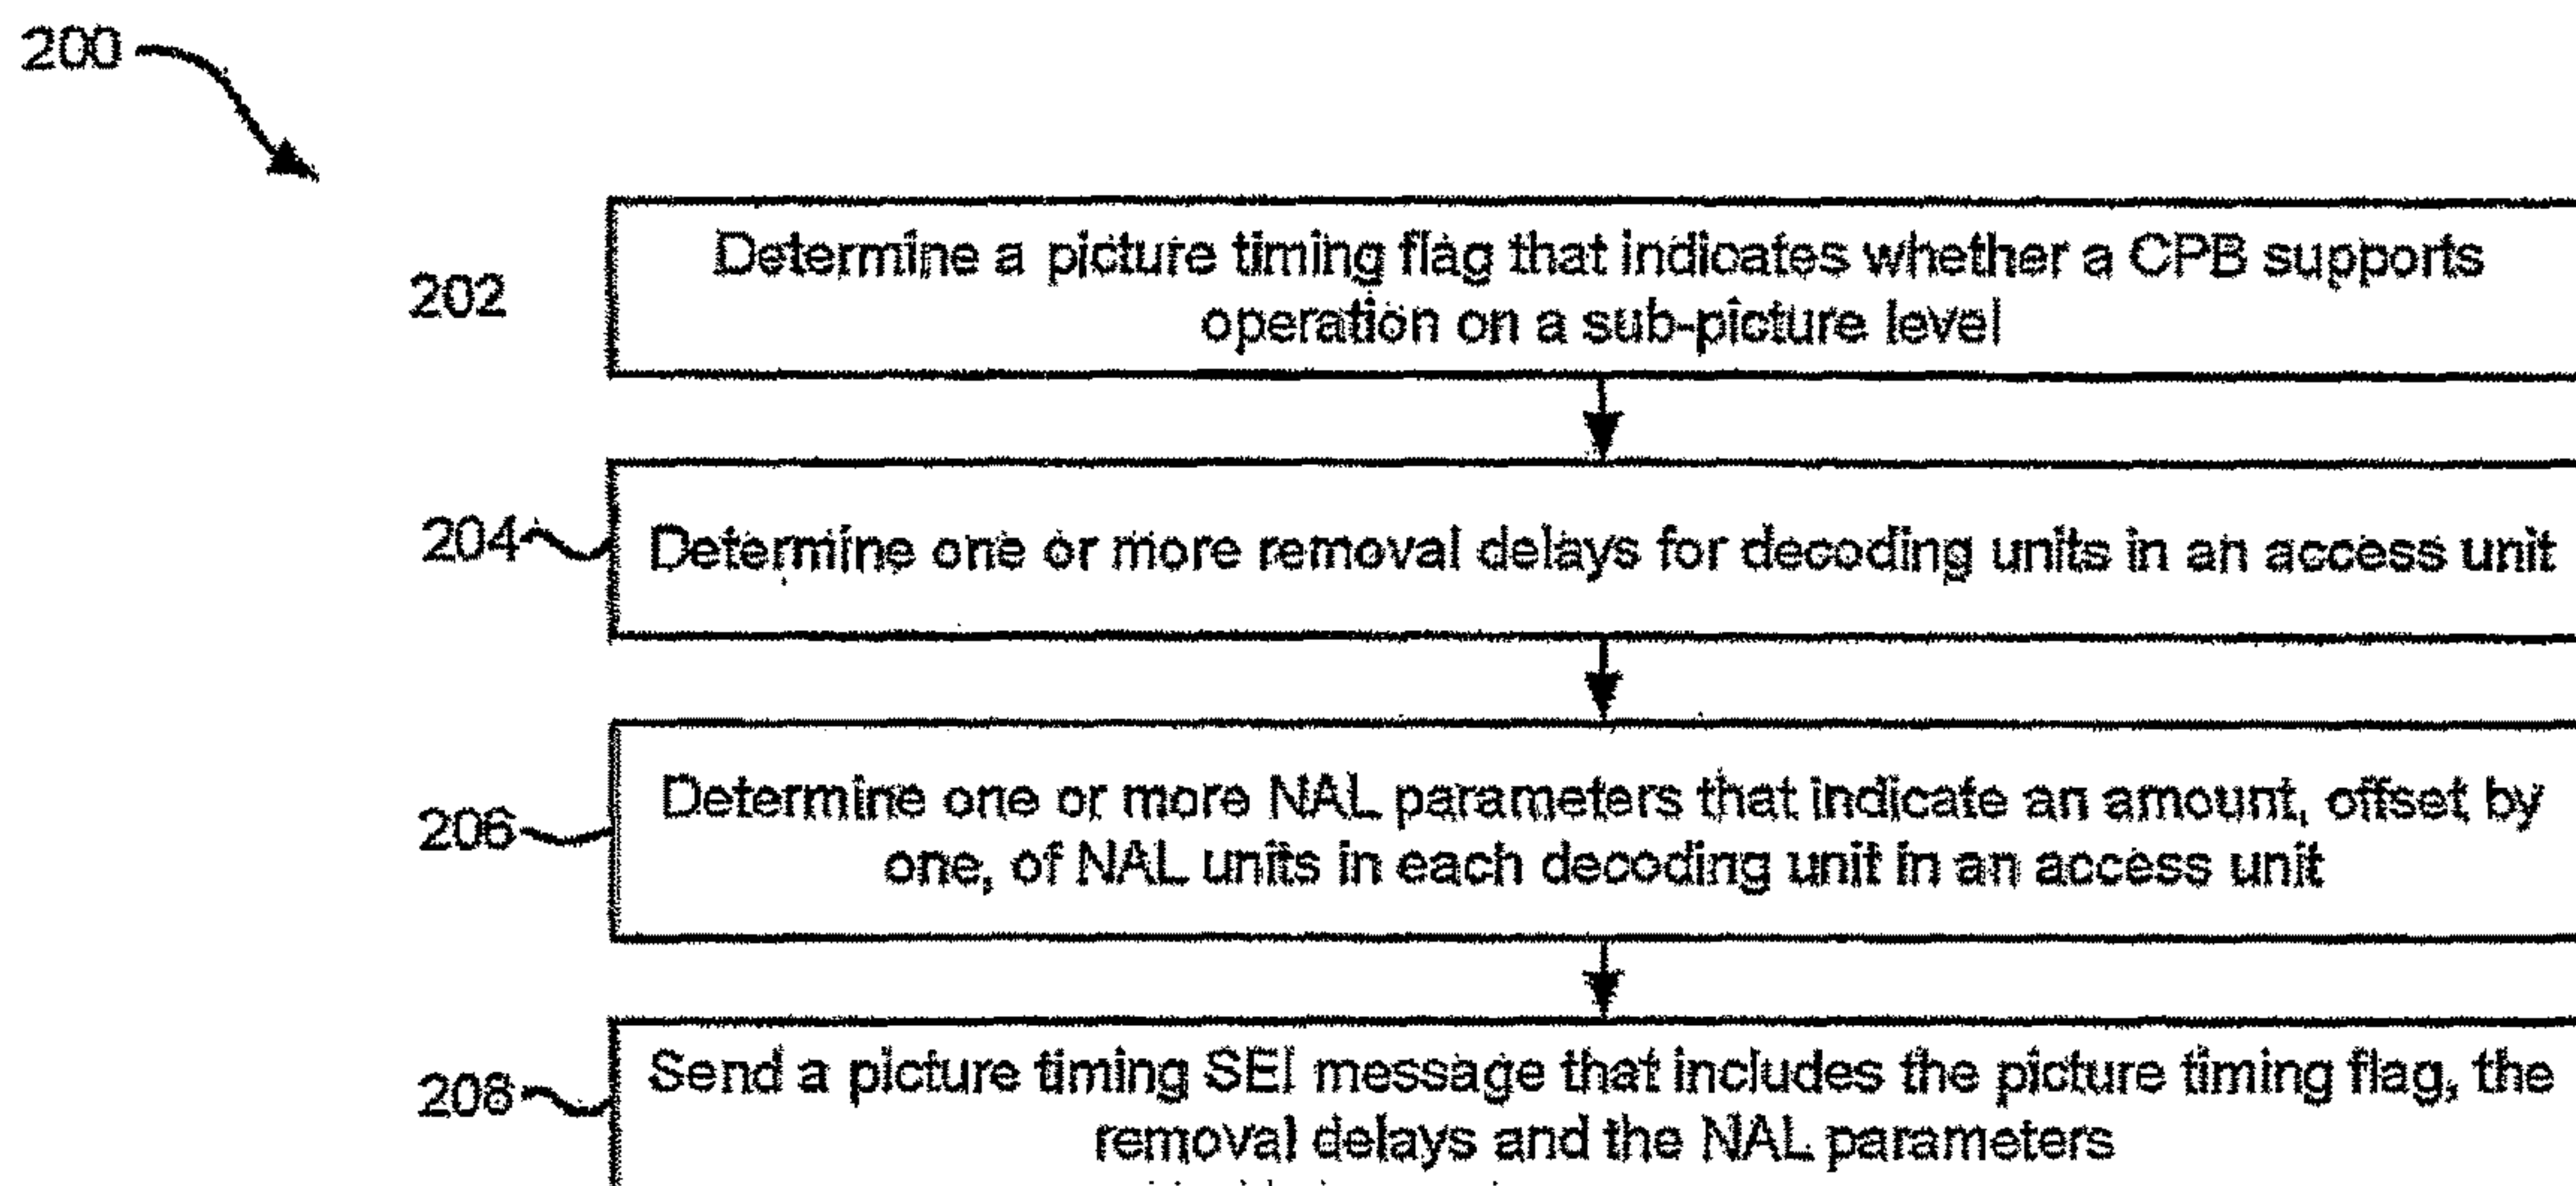 200
202
Determine a picture timing flag that indicates whether a CPB supports
operation on a sub-picture level
204
Determine one or more removal delays for decoding units in an access unit
206
Determine one or more NAL parameters that indicate an amount, offset by
one, of NAL units in each decoding unit in an access unit
208
Send a picture timing SEI message that includes the picture timing flag, the
removal delays and the NAL parameters